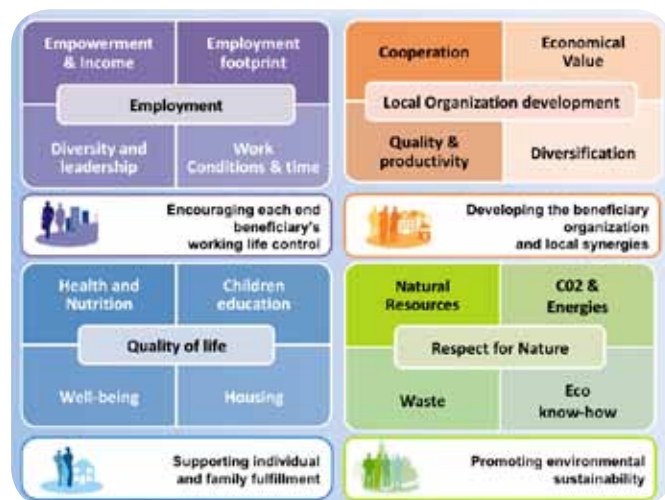 Empowerment
& Income
Employment
footprint
Employment
Diversity and
leadership
Work
Conditions & time
Encouraging each end
beneficiary's
working life control
Cooperation
Economical
Value
Local Organization development
Quality &
productivity
Diversification
Developing the beneficiary
organization
and local synergies
Health and
Nutrition
Children
education
Quality of life
Well-being
Housing
Supporting individual
and family fulfillment
Natural
Resources
C02 &
Energies
Respect for Nature
Waste
Eco
know-how
Promoting environmental
sustainability